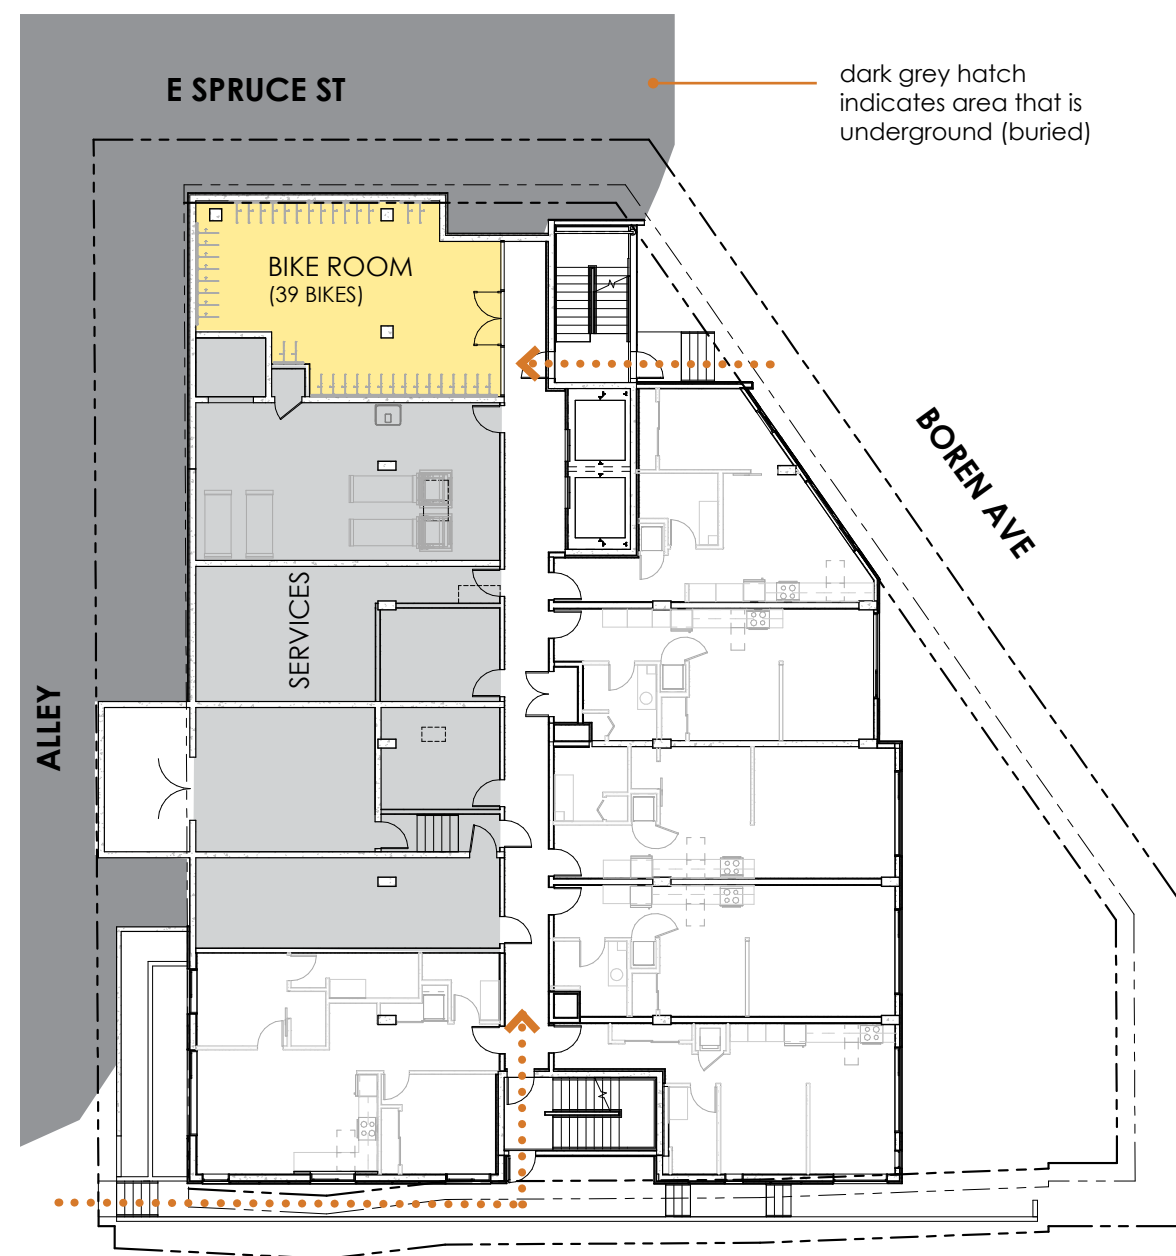 E SPRUCE ST
dark grey hatch
indicates area that is
underground (buried)
BIKE ROOM
(39 BIKES)
BOREN AVE
SERVICES
ALLEY